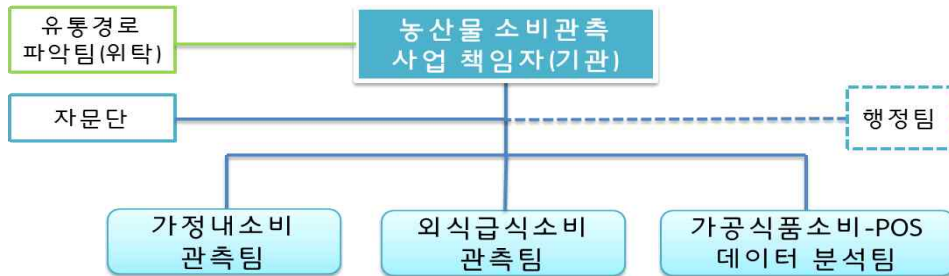 유통경로
파악팀(위탁)
농산물 소비관측
사업 책임자(기관)
자문단
행정팀
가정내소비
관측팀
외식급식소비
관측팀
가공식품소비-POS
데이터 분석팀